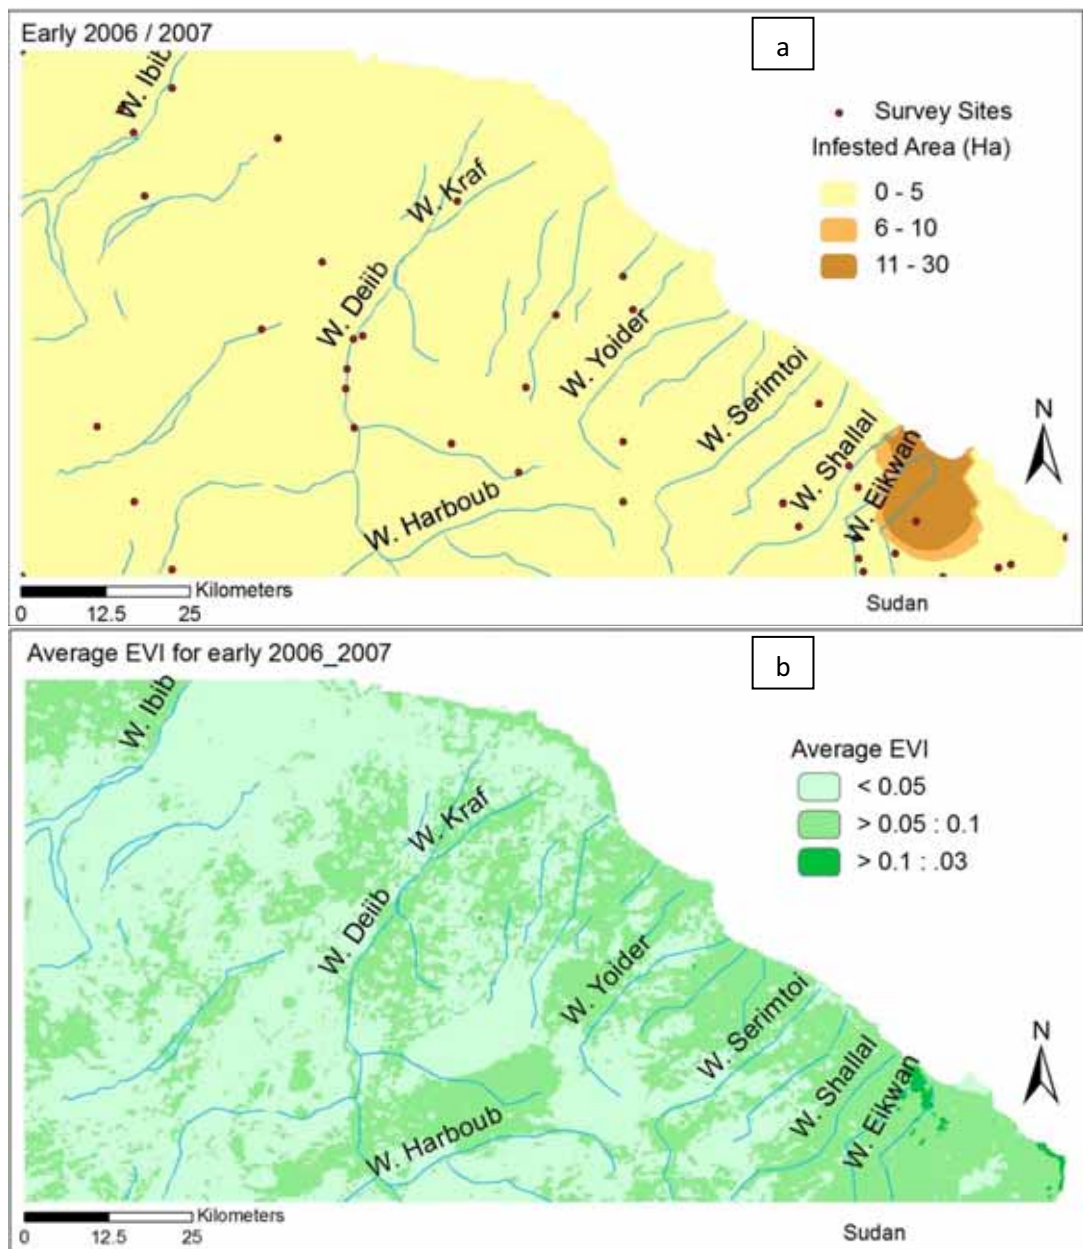 Early 2006 / 2007
a
W. Ibib
Survey Sites
Infested Area (Ha)
0 - 5
6 - 10
11 - 30
W. Kraf
W. Deiib
W. Yoider
W. Serimtoi
W. Shallal
W. Eikwan
W. Harboub
N
Kilometers
0 12.5 25
Sudan
Average EVI for early 2006_2007
b
W. Ibib
Average EVI
< 0.05
> 0.05 : 0.1
> 0.1 : .03
W. Kraf
W. Deiib
W. Yoider
W. Serimtoi
W. Shallal
W. Eikwan
W. Harboub
N
Kilometers
0 12.5 25
Sudan